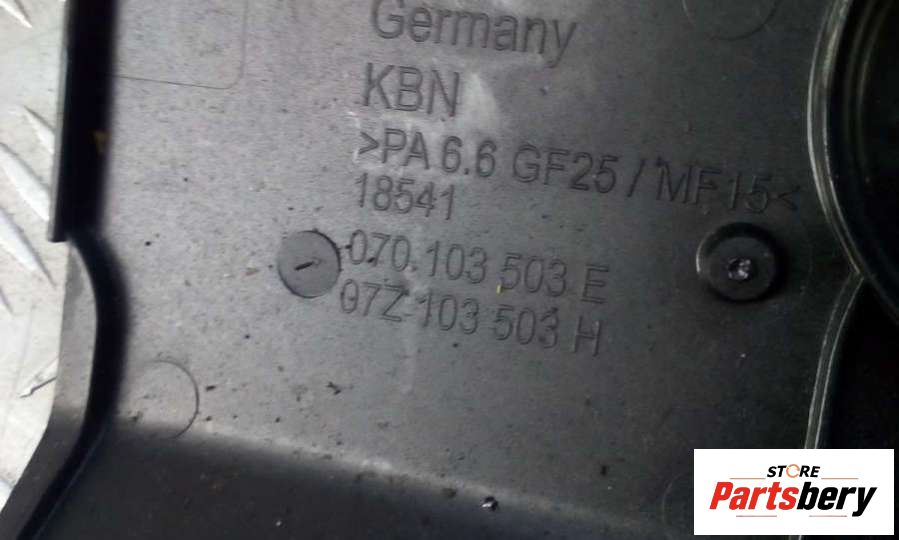 Germany
KBN
>PA 6.6 GF25 / MF15<
18541
070.103 503 E
07Z 103 503 H
STORE
Partsbery